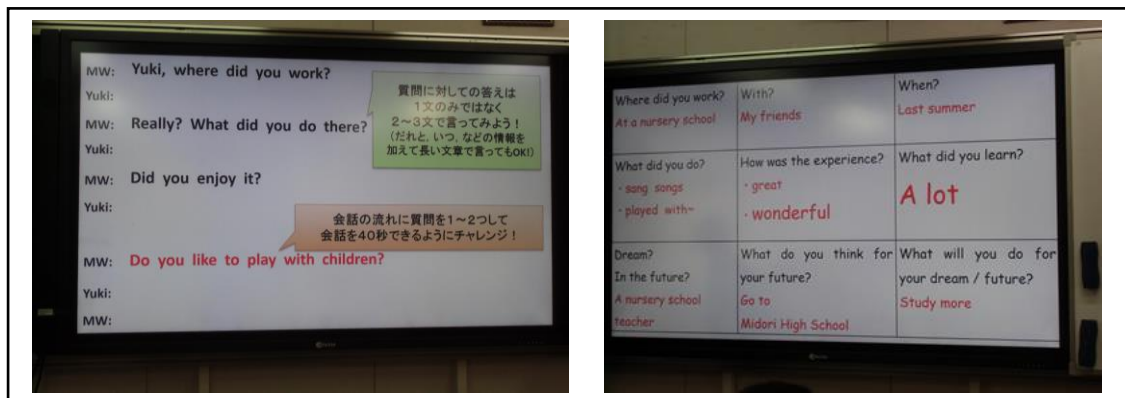 MW: Yuki, where did you work?
Yuki:
MW: Really? What did you do there?
Yuki:
MW: Did you enjoy it?
Yuki:
MW: Do you like to play with children?
Yuki:
MW:
質問に対しての答えは
1文のみではなく
2～3文で言ってみよう！
（だれと、いつ、などの情報を
加えて長い文章で言ってもOK!）
会話の流れに質問を1～2つして
会話を40秒できるようにチャレンジ！
Where did you work?
At a nursery school
With?
My friends
When?
Last summer
What did you do?
・sang songs
・played with~
How was the experience?
・great
・wonderful
What did you learn?
A lot
Dream?
In the future?
A nursery school
teacher
What do you think for
your future?
Go to
Midori High School
What will you do for
your dream / future?
Study more